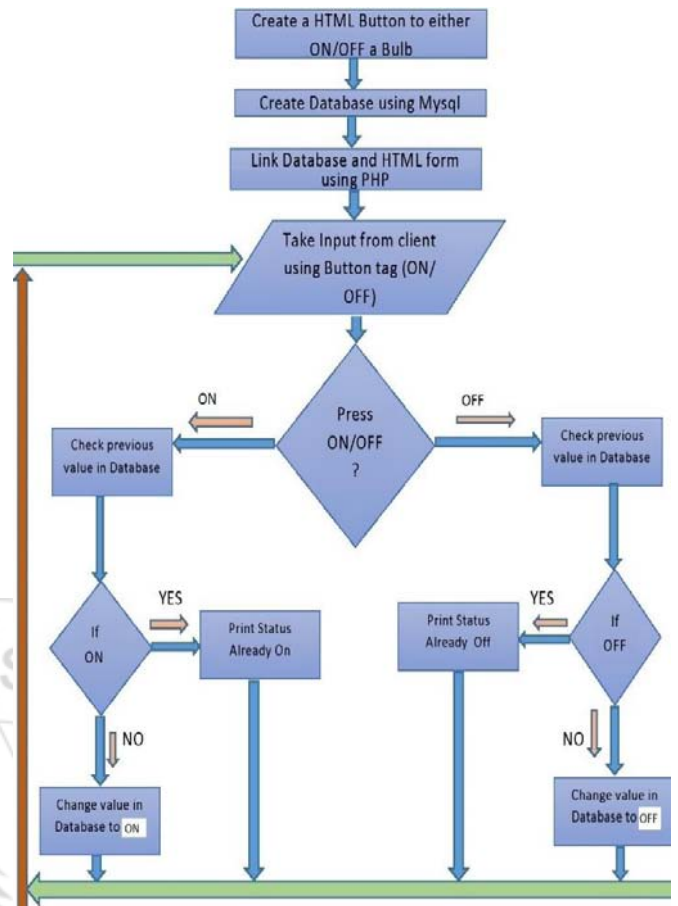 Create a HTML Button to either
ON/OFF a Bulb
Create Database using Mysql
Link Database and HTML form
using PHP
Take Input from client
using Button tag (ON/
OFF)
Press
ON/OFF
?
ON
OFF
Check previous
value in Database
Check previous
value in Database
If
ON
YES
Print Status
Already On
Print Status
Already Off
YES
If
OFF
NO
NO
Change value in
Database to ON
Change value in
Database to OFF